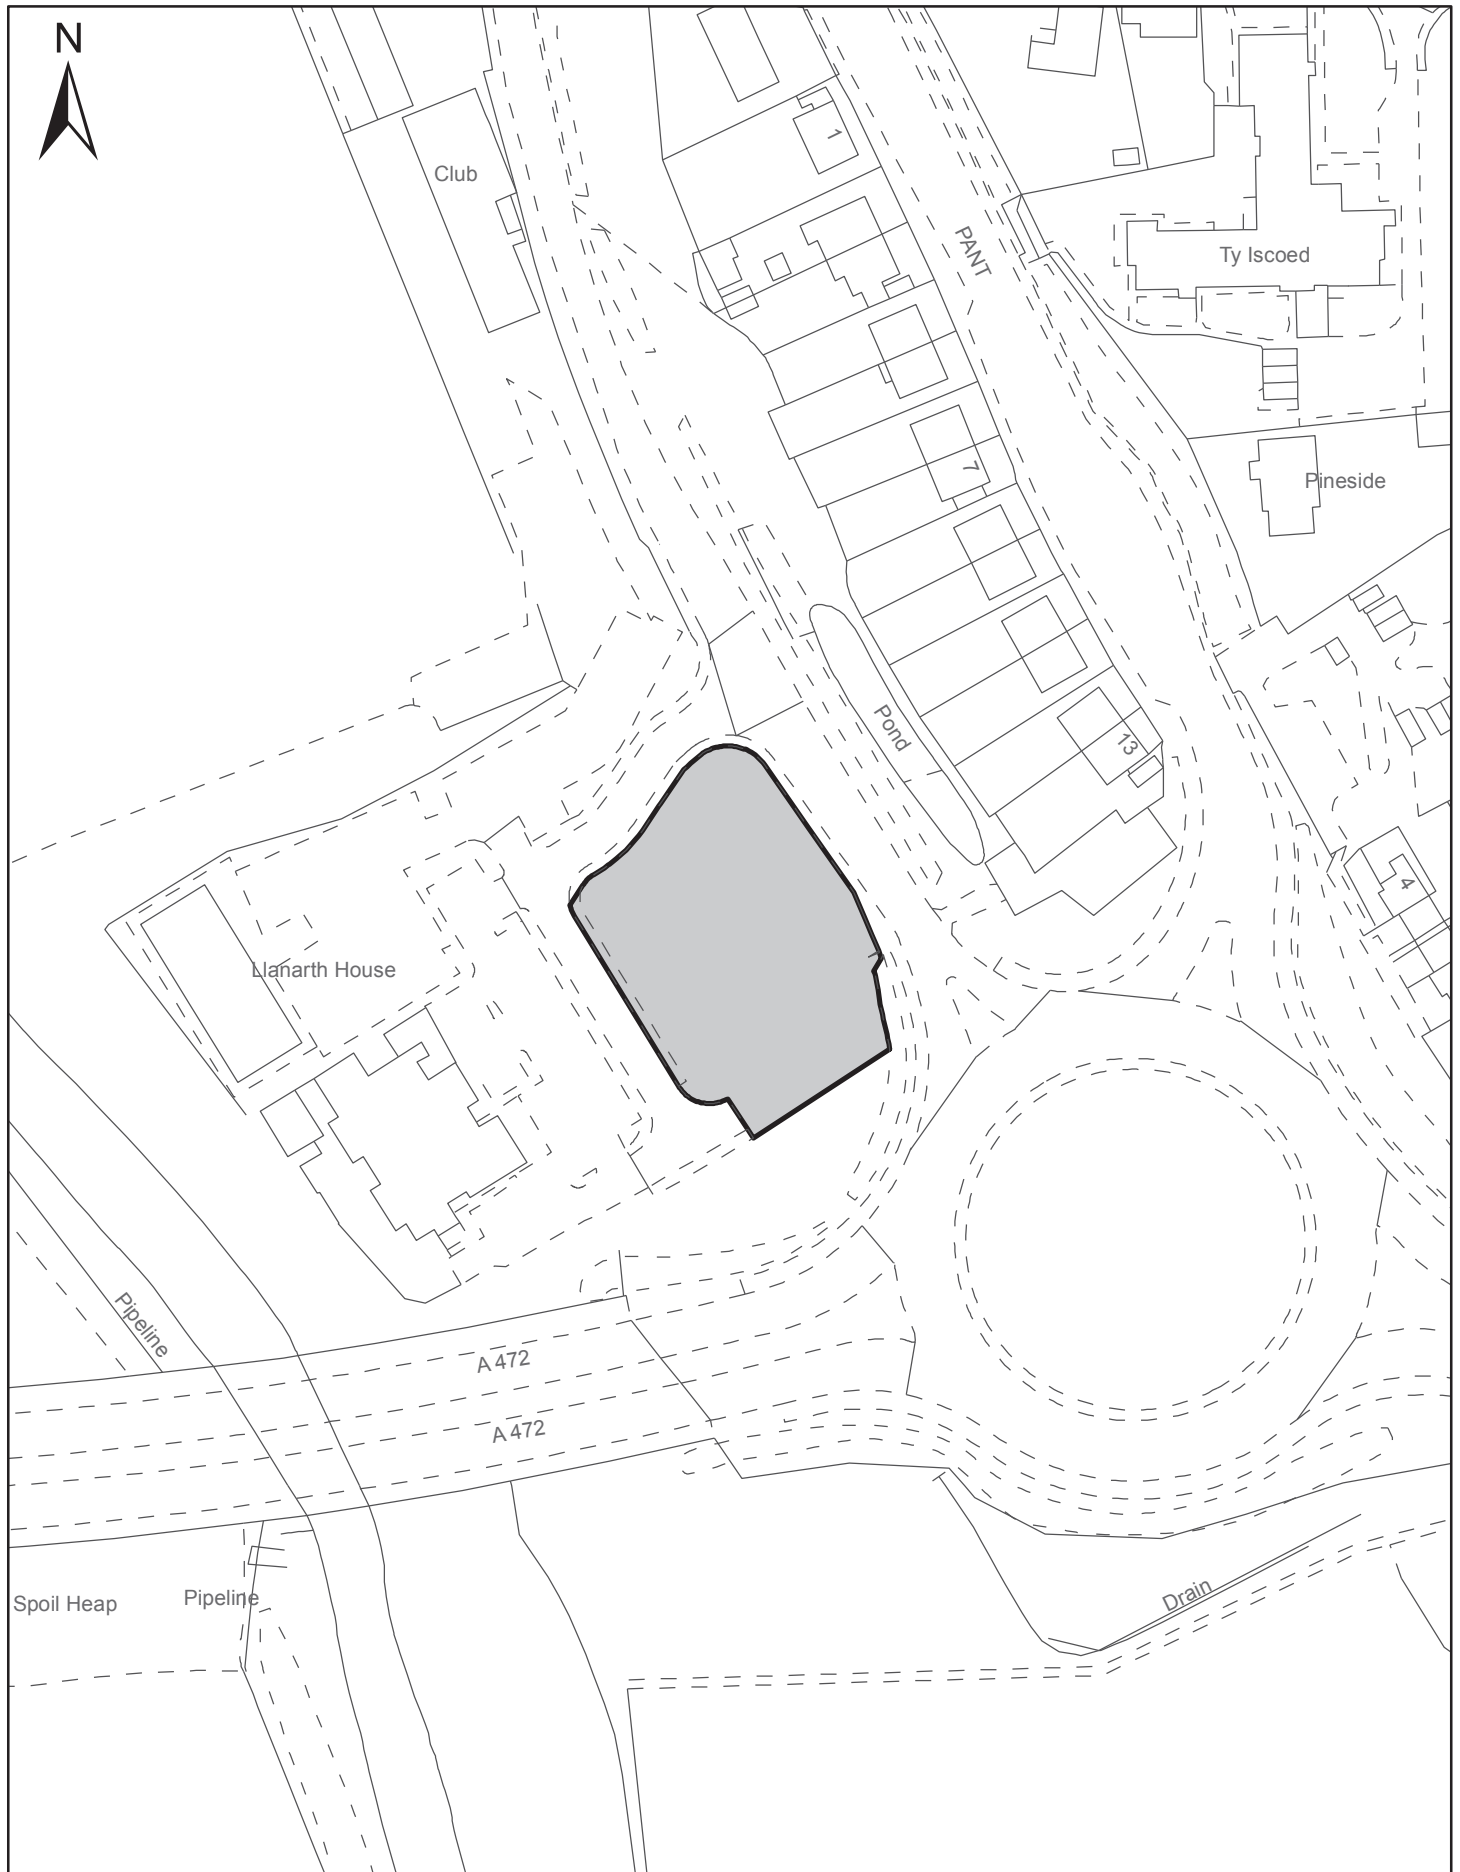 N
Club
1
PANT
Ty Iscoed
7
Pineside
Pond
13
4
Llanarth House
Pipeline
A 472
A 472
Spoil Heap
Pipeline
Drain